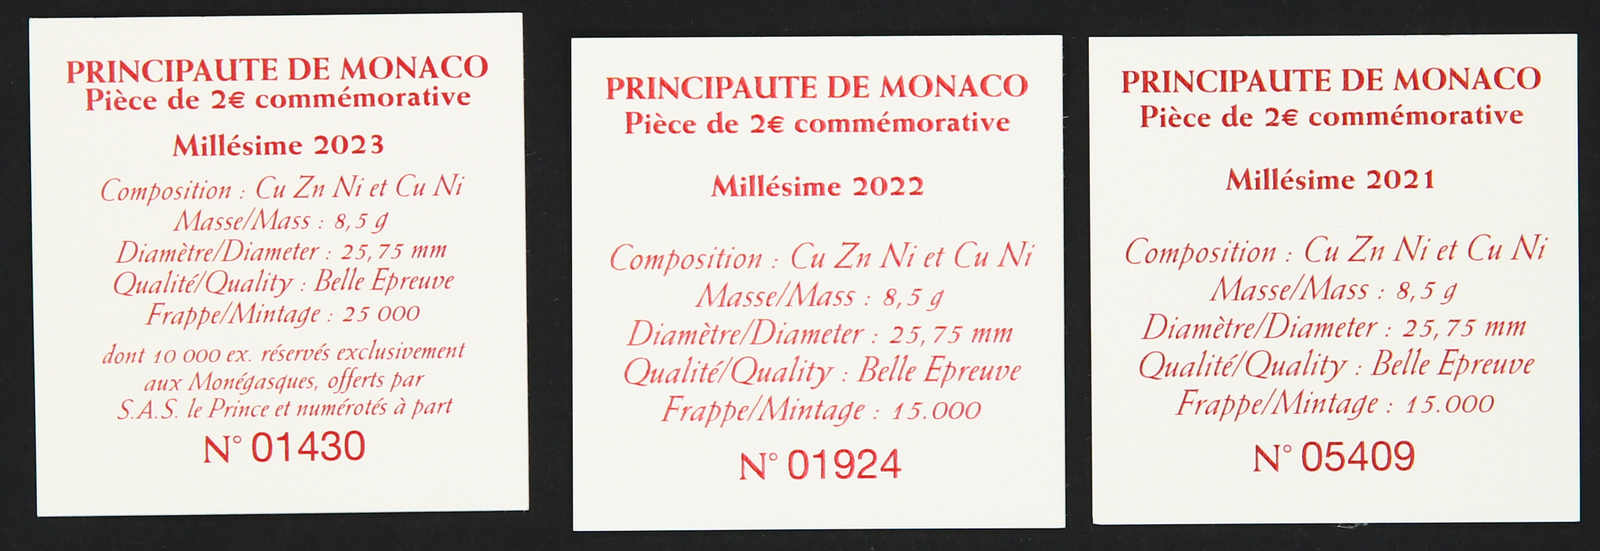 PRINCIPAUTE DE MONACO
Pièce de 2€ commémorative
Millésime 2023
Composition : Cu Zn Ni et Cu Ni
Masse/Mass : 8,5 g
Diamètre/Diameter : 25,75 mm
Qualité/Quality : Belle Epreuve
Frappe/Mintage : 25 000
dont 10 000 ex. réservés exclusivement
aux Monégasques, offerts par
S.A.S. le Prince et numérotés à part
N° 01430
PRINCIPAUTE DE MONACO
Pièce de 2€ commémorative
Millésime 2022
Composition : Cu Zn Ni et Cu Ni
Masse/Mass : 8,5 g
Diamètre/Diameter : 25,75 mm
Qualité/Quality : Belle Epreuve
Frappe/Mintage : 15.000
N° 01924
PRINCIPAUTE DE MONACO
Pièce de 2€ commémorative
Millésime 2021
Composition : Cu Zn Ni et Cu Ni
Masse/Mass : 8,5 g
Diamètre/Diameter : 25,75 mm
Qualité/Quality : Belle Epreuve
Frappe/Mintage : 15.000
N° 05409